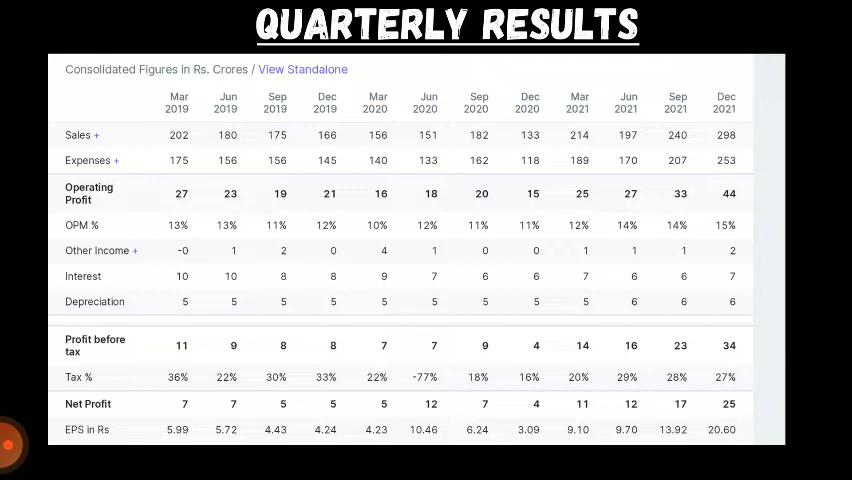 QUARTERLY RESULTS
Consolidated Figures in Rs. Crores / View Standalone
Mar 2019 Jun 2019 Sep 2019 Dec 2019 Mar 2020 Jun 2020 Sep 2020 Dec 2020 Mar 2021 Jun 2021 Sep 2021 Dec 2021
Sales + 202 180 175 166 156 151 182 133 214 197 240 298
Expenses + 175 156 156 145 140 133 162 118 189 170 207 253
Operating Profit 27 23 19 21 16 18 20 15 25 27 33 44
OPM % 13% 13% 11% 12% 10% 12% 11% 11% 12% 14% 14% 15%
Other Income + -0 1 2 0 4 1 0 0 1 1 1 2
Interest 10 10 8 8 9 7 6 6 7 6 6 7
Depreciation 5 5 5 5 5 5 5 5 5 6 6 6
Profit before tax 11 9 8 8 7 7 9 4 14 16 23 34
Tax % 36% 22% 30% 33% 22% -77% 18% 16% 20% 29% 28% 27%
Net Profit 7 7 5 5 5 12 7 4 11 12 17 25
EPS in Rs 5.99 5.72 4.43 4.24 4.23 10.46 6.24 3.09 9.10 9.70 13.92 20.60